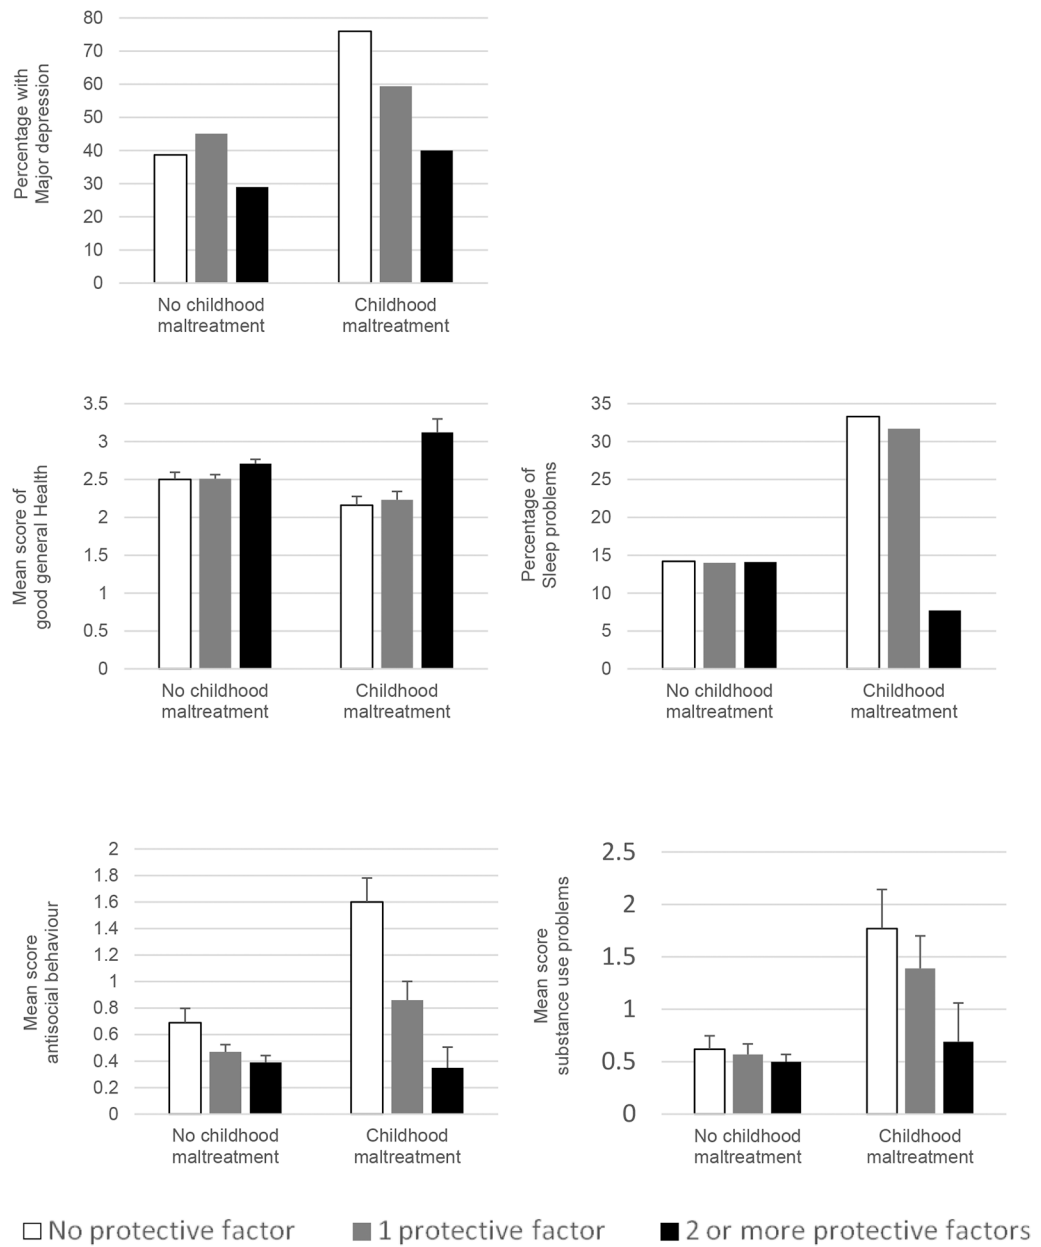 80
70
60
50
40
30
20
10
0
Percentage with
Major depression
No childhood
maltreatment
Childhood
maltreatment
3.5
3
2.5
2
1.5
1
0.5
0
Mean score of
good general Health
No childhood
maltreatment
Childhood
maltreatment
35
30
25
20
15
10
5
0
Percentage of
Sleep problems
No childhood
maltreatment
Childhood
maltreatment
2
1.8
1.6
1.4
1.2
1
0.8
0.6
0.4
0.2
0
Mean score
antisocial behaviour
No childhood
maltreatment
Childhood
maltreatment
2.5
2
1.5
1
0.5
0
Mean score
substance use problems
No childhood
maltreatment
Childhood
maltreatment
No protective factor
1 protective factor
2 or more protective factors